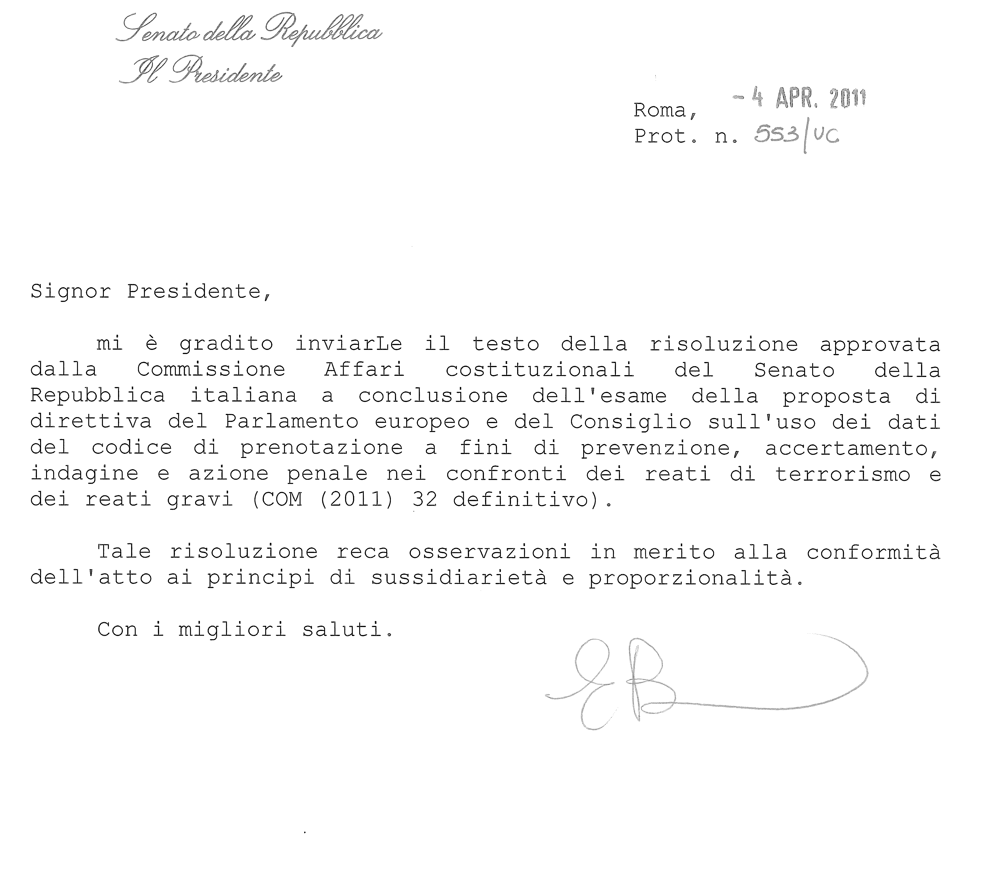 Senato della Repubblica
Il Presidente
- 4 APR. 2011
Roma,
Prot. n. 553/UC
Signor Presidente,
mi è gradito inviarLe il testo della risoluzione approvata
dalla Commissione Affari costituzionali del Senato della
Repubblica italiana a conclusione dell'esame della proposta di
direttiva del Parlamento europeo e del Consiglio sull'uso dei dati
del codice di prenotazione a fini di prevenzione, accertamento,
indagine e azione penale nei confronti dei reati di terrorismo e
dei reati gravi (COM (2011) 32 definitivo).
Tale risoluzione reca osservazioni in merito alla conformità
dell'atto ai principi di sussidiarietà e proporzionalità.
Con i migliori saluti.